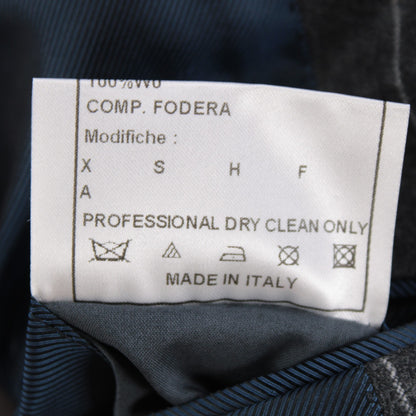 COMP. FODERA
Modifiche :
X S H F
A
PROFESSIONAL DRY CLEAN ONLY
MADE IN ITALY